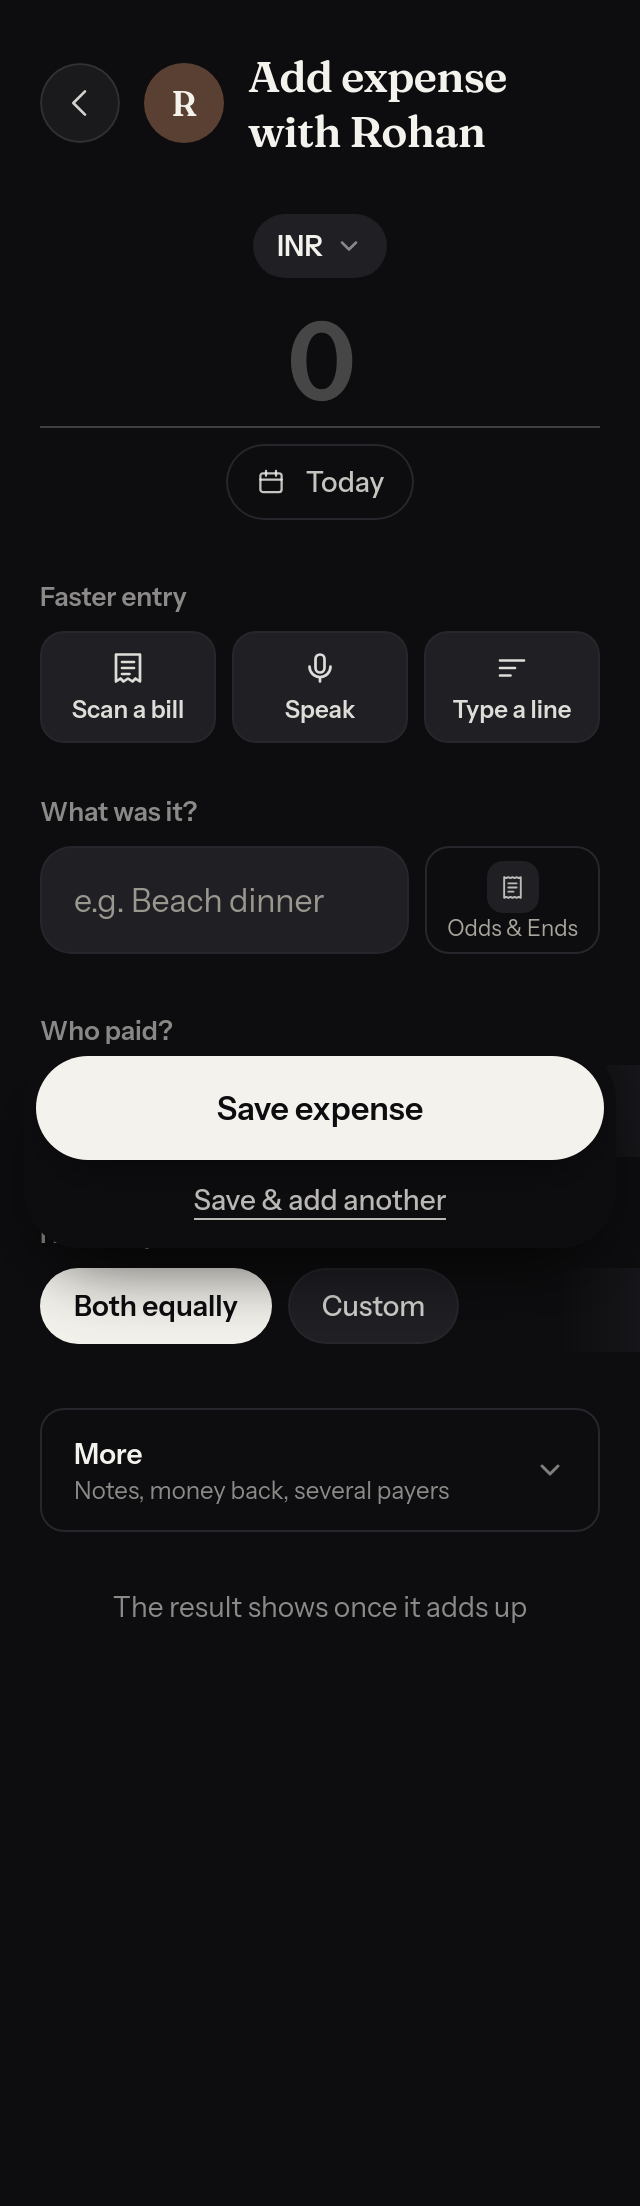 R
Add expense
with Rohan
INR
0
Today
Faster entry
Scan a bill
Speak
Type a line
What was it?
e.g. Beach dinner
Odds & Ends
Who paid?
Save expense
Save & add another
Both equally
Custom
More
Notes, money back, several payers
The result shows once it adds up